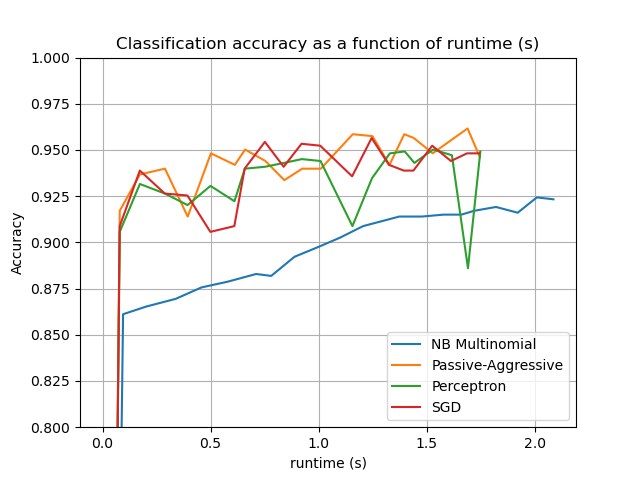 Classification accuracy as a function of runtime (s)
1.000
0.975
0.950
0.925
0.900
0.875
0.850
0.825
0.800
Accuracy
0.0 0.5 1.0 1.5 2.0
runtime (s)
NB Multinomial
Passive-Aggressive
Perceptron
SGD